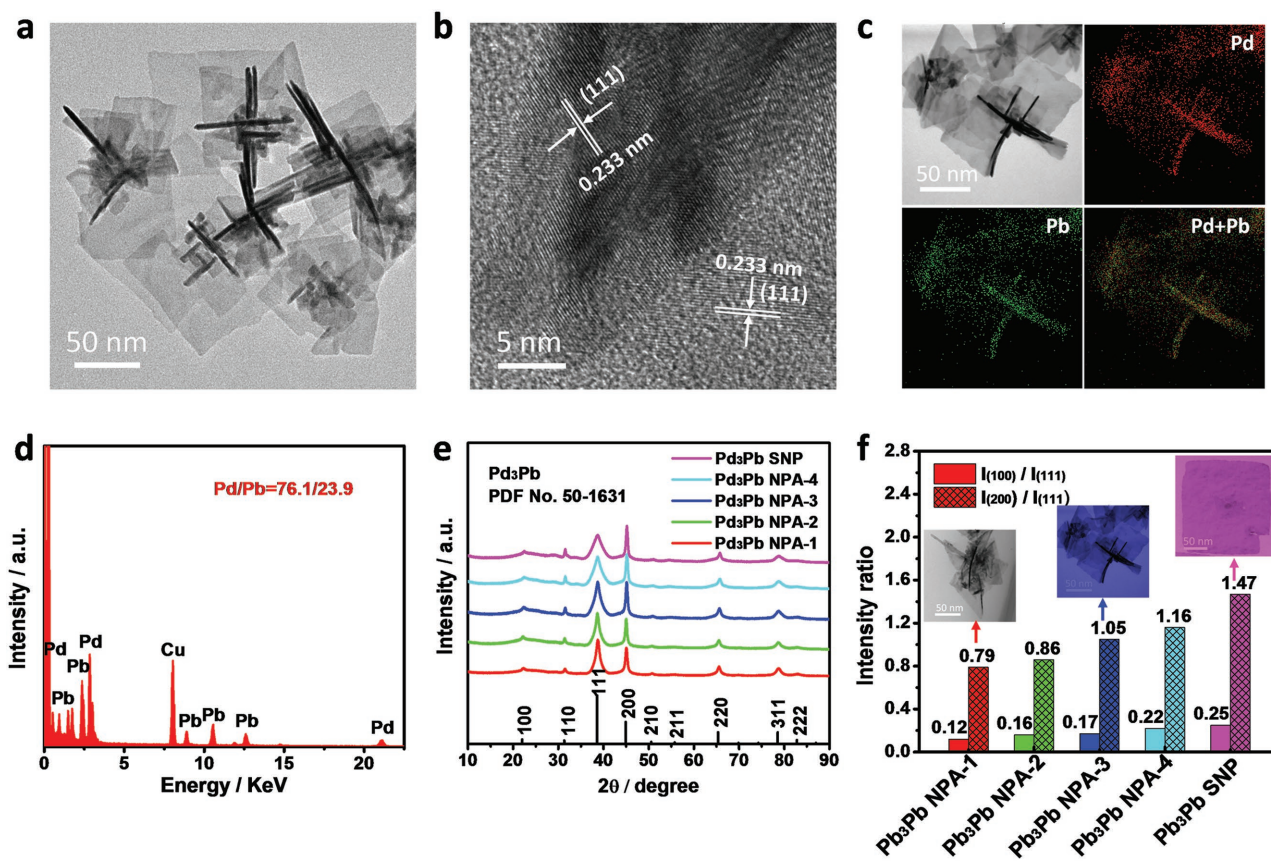 a
50 nm
b
(111)
0.233 nm
0.233 nm
(111)
5 nm
c
50 nm
Pd
Pb
Pd+Pb
d
Pd/Pb=76.1/23.9
Intensity / a.u.
Pd
Pb
Pb
Pd
Cu
Pb
Pb
Pb
Pd
0 5 10 15 20
Energy / KeV
e
Pd₃Pb
PDF No. 50-1631
Pd₃Pb SNP
Pd₃Pb NPA-4
Pd₃Pb NPA-3
Pd₃Pb NPA-2
Pd₃Pb NPA-1
Intensity / a.u.
100
110
111
200
210
211
220
311
222
10 20 30 40 50 60 70 80 90
2θ / degree
f
I(100) / I(111)
I(200) / I(111)
Intensity ratio
2.8
2.4
2.0
1.6
1.2
0.8
0.4
0.0
50 nm
50 nm
50 nm
0.12
0.79
0.16
0.86
0.17
1.05
0.22
1.16
0.25
1.47
Pb₃Pb NPA-1
Pb₃Pb NPA-2
Pb₃Pb NPA-3
Pb₃Pb NPA-4
Pb₃Pb SNP